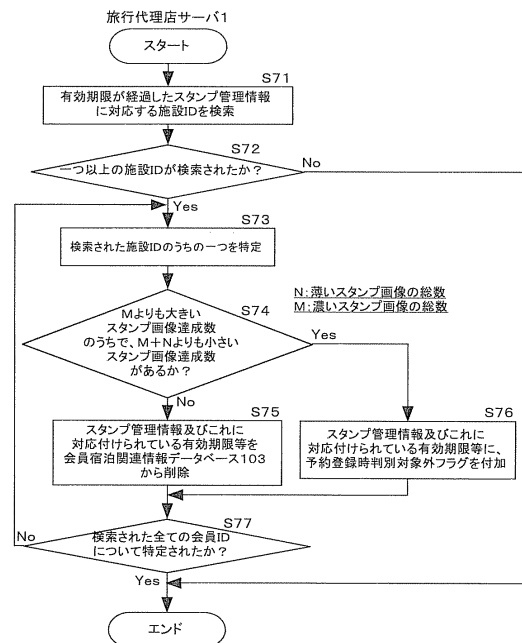 旅行代理店サーバ1
スタート
S71
有効期限が経過したスタンプ管理情報
に対応する施設IDを検索
S72
一つ以上の施設IDが検索されたか？
No
Yes
S73
検索された施設IDのうちの一つを特定
N:薄いスタンプ画像の総数
M:濃いスタンプ画像の総数
S74
Mよりも大きい
スタンプ画像達成数
のうちで、M+Nよりも小さい
スタンプ画像達成数
があるか？
Yes
No
S75
スタンプ管理情報及びこれに
対応付けられている有効期限等を
会員宿泊関連情報データベース103
から削除
S76
スタンプ管理情報及びこれに
対応付けられている有効期限等に、
予約登録時判別対象外フラグを付加
S77
No
検索された全ての会員ID
について特定されたか？
Yes
エンド